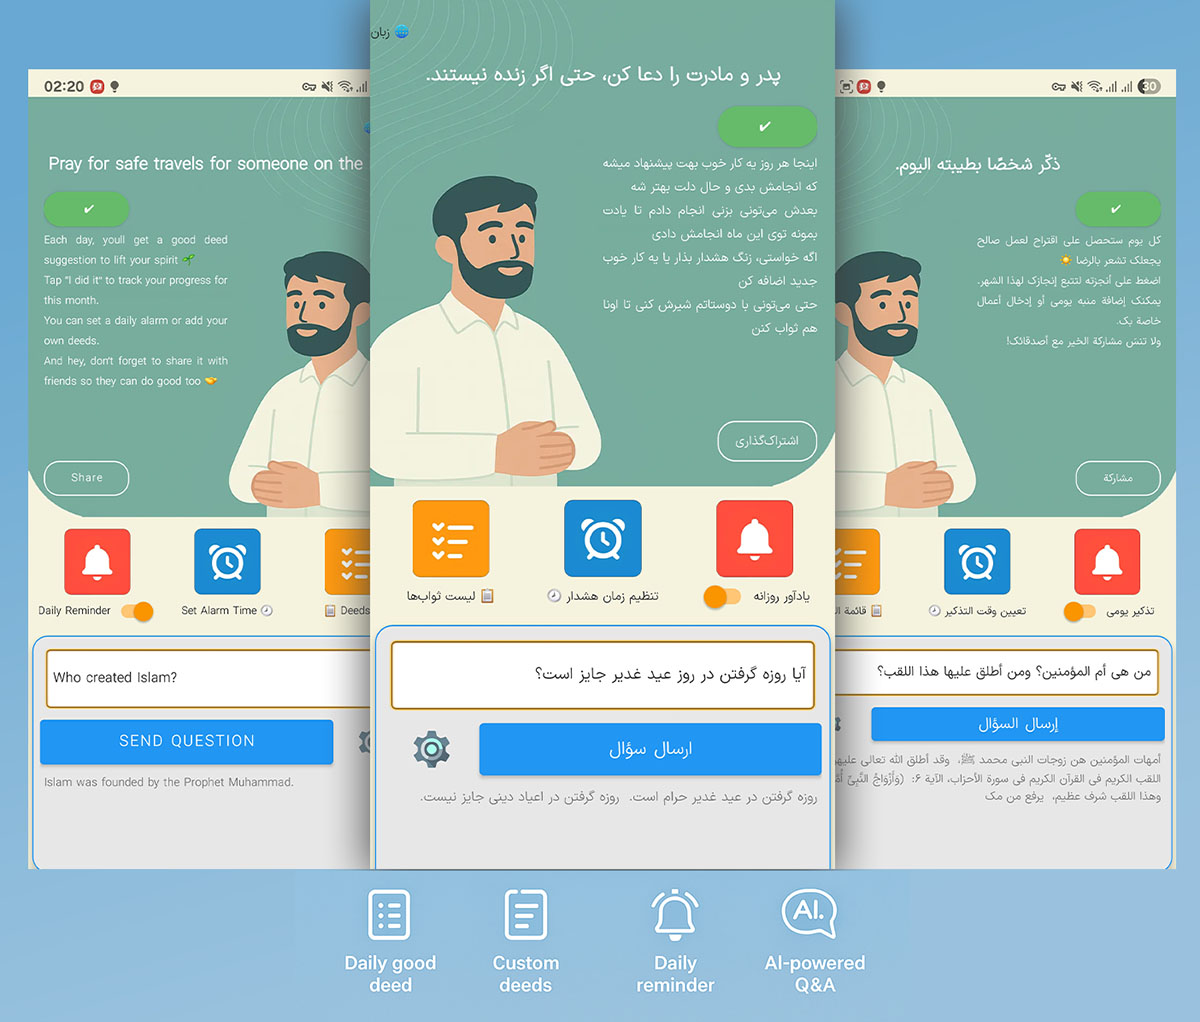 02:20
Pray for safe travels for someone on the
✔
Each day, youll get a good deed
suggestion to lift your spirit 🌱
Tap "I did it" to track your progress for
this month.
You can set a daily alarm or add your
own deeds.
And hey, don't forget to share it with
friends so they can do good too 🤝
Share
Daily Reminder
Set Alarm Time 🕗
📋 Deeds
Who created Islam?
SEND QUESTION
Islam was founded by the Prophet Muhammad.
🌐 زبان
پدر و مادرت را دعا کن، حتی اگر زنده نیستند.
✔
اینجا هر روز یه کار خوب بهت پیشنهاد میشه
که انجامش بدی و حال دلت بهتر شه
بعدش می‌تونی بزنی انجام دادم تا یادت
بمونه توی این ماه انجامش دادی
اگه خواستی، زنگ هشدار بذار یا یه کار خوب
جدید اضافه کن
حتی می‌تونی با دوستاتم شیرش کنی تا اونا
هم ثواب کنن
اشتراک‌گذاری
یادآور روزانه
تنظیم زمان هشدار 🕗
📋 لیست ثواب‌ها
آیا روزه گرفتن در روز عید غدیر جایز است؟
ارسال سؤال
روزه گرفتن در عید غدیر حرام است. روزه گرفتن در اعیاد دینی جایز نیست.
30
ذكّر شخصًا بطيبته اليوم.
✔
كل يوم ستحصل على اقتراح لعمل صالح
يجعلك تشعر بالرضا ☀️
اضغط على أنجزته لتتبع إنجازك لهذا الشهر.
يمكنك إضافة منبه يومي أو إدخال أعمال
خاصة بك.
ولا تنسَ مشاركة الخير مع أصدقائك!
مشاركة
تذكير يومي
تعيين وقت التذكير 🕗
📋 قائمة
من هي أم المؤمنين؟ ومن أطلق عليها هذا اللقب؟
إرسال السؤال
أمهات المؤمنين هن زوجات النبي محمد ﷺ، وقد أطلق الله تعالى عليهن
اللقب الكريم في القرآن الكريم في سورة الأحزاب، الآية ۶: (وَأَزْوَاجُ النَّبِيِّ
وهذا اللقب شرف عظيم، يرفع من مك
Daily good
deed
Custom
deeds
Daily
reminder
AI.
AI-powered
Q&A